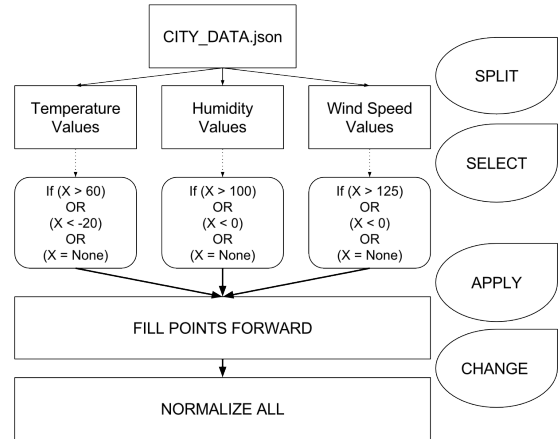 CITY_DATA.json
SPLIT
Temperature
Values
Humidity
Values
Wind Speed
Values
SELECT
If (X > 60)
OR
(X < -20)
OR
(X = None)
If (X > 100)
OR
(X < 0)
OR
(X = None)
If (X > 125)
OR
(X < 0)
OR
(X = None)
APPLY
FILL POINTS FORWARD
CHANGE
NORMALIZE ALL